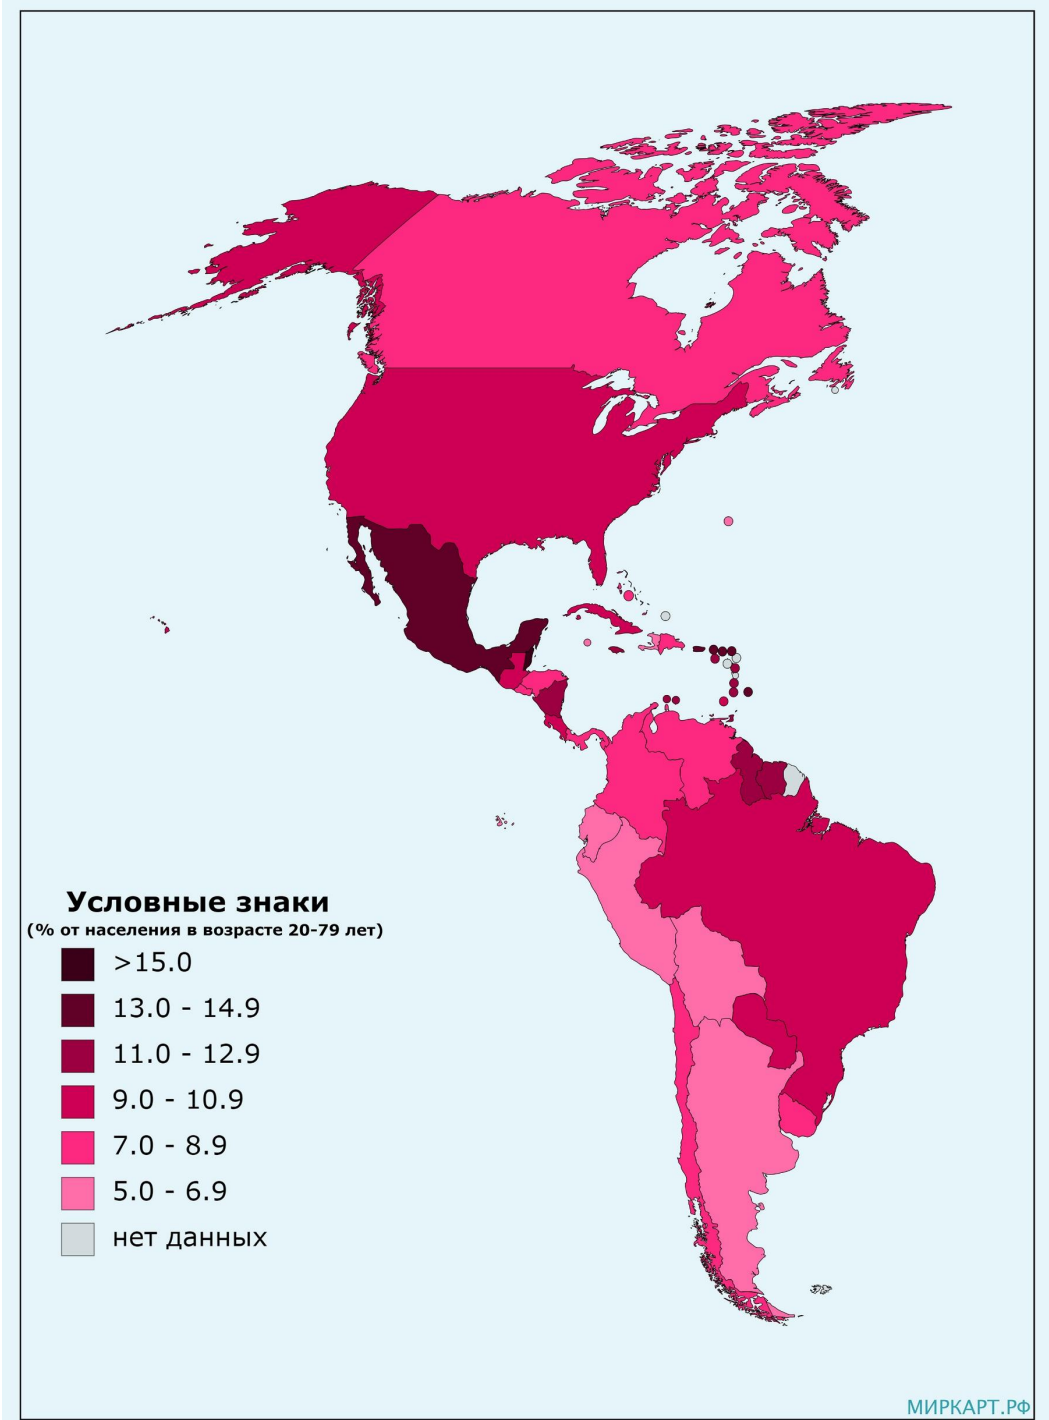 Условные знаки
(% от населения в возрасте 20-79 лет)
>15.0
13.0 - 14.9
11.0 - 12.9
9.0 - 10.9
7.0 - 8.9
5.0 - 6.9
нет данных
МИРКАРТ.РФ